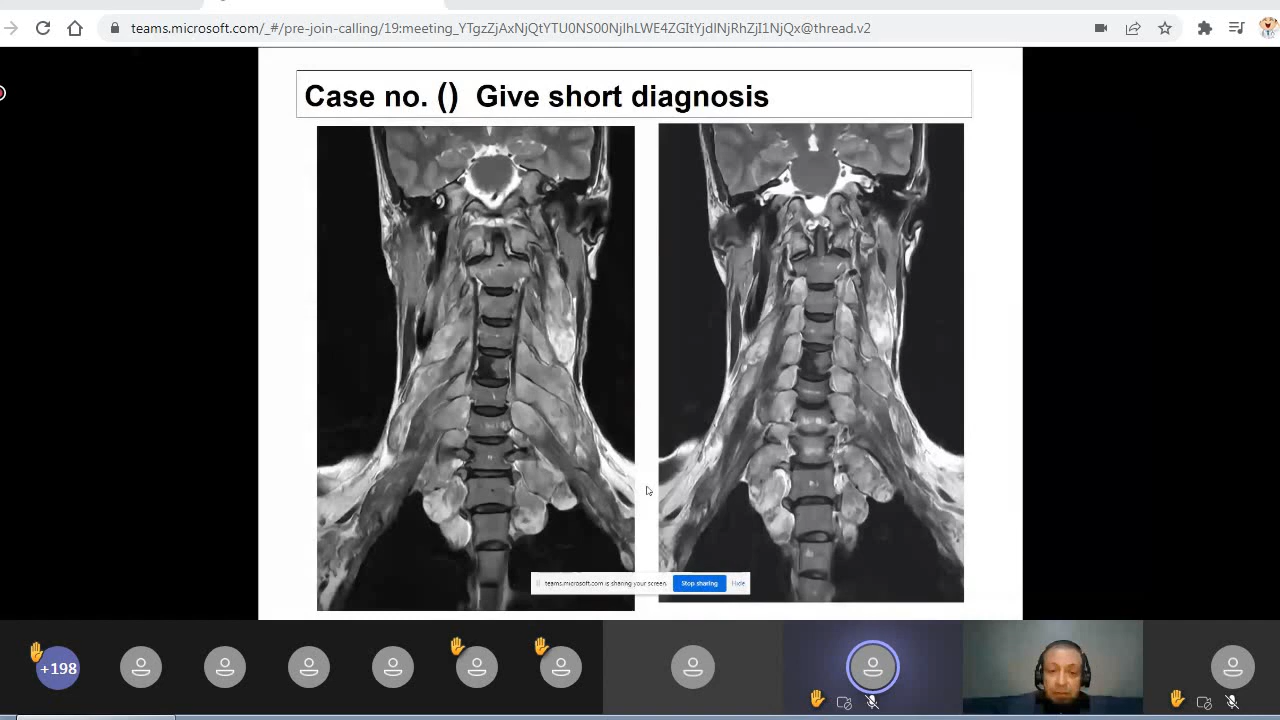 teams.microsoft.com/_#/pre-join-calling/19:meeting_YTgzZjAxNjQtYTU0NS00NjlhLWE4ZGItYjdlNjRhZjI1NjQx@thread.v2
Case no. () Give short diagnosis
teams.microsoft.com is sharing your screen. Stop sharing Hide
+198